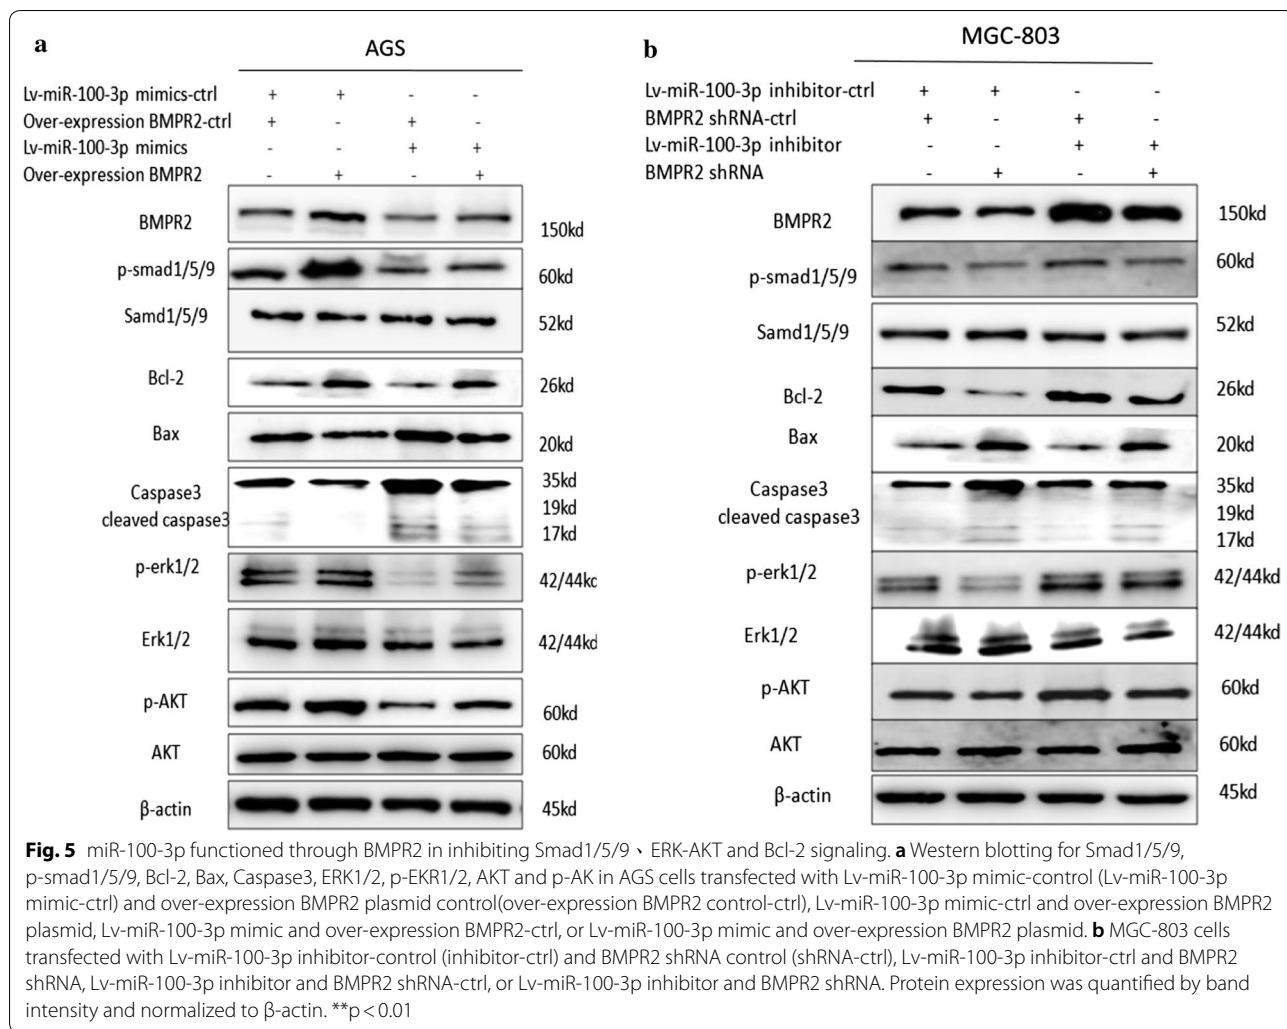 a
AGS
Lv-miR-100-3p mimics-ctrl + + - -
Over-expression BMPR2-ctrl + - + -
Lv-miR-100-3p mimics - - + +
Over-expression BMPR2 - + - +
BMPR2 150kd
p-smad1/5/9 60kd
Samd1/5/9 52kd
Bcl-2 26kd
Bax 20kd
Caspase3 35kd
19kd
cleaved caspase3 17kd
p-erk1/2 42/44kd
Erk1/2 42/44kd
p-AKT 60kd
AKT 60kd
β-actin 45kd
b
MGC-803
Lv-miR-100-3p inhibitor-ctrl + + - -
BMPR2 shRNA-ctrl + - + -
Lv-miR-100-3p inhibitor - - + +
BMPR2 shRNA - + - +
BMPR2 150kd
p-smad1/5/9 60kd
Samd1/5/9 52kd
Bcl-2 26kd
Bax 20kd
Caspase3 35kd
19kd
cleaved caspase3 17kd
p-erk1/2 42/44kd
Erk1/2 42/44kd
p-AKT 60kd
AKT 60kd
β-actin 45kd
Fig. 5 miR-100-3p functioned through BMPR2 in inhibiting Smad1/5/9、ERK-AKT and Bcl-2 signaling. a Western blotting for Smad1/5/9,
p-smad1/5/9, Bcl-2, Bax, Caspase3, ERK1/2, p-EKR1/2, AKT and p-AK in AGS cells transfected with Lv-miR-100-3p mimic-control (Lv-miR-100-3p
mimic-ctrl) and over-expression BMPR2 plasmid control(over-expression BMPR2 control-ctrl), Lv-miR-100-3p mimic-ctrl and over-expression BMPR2
plasmid, Lv-miR-100-3p mimic and over-expression BMPR2-ctrl, or Lv-miR-100-3p mimic and over-expression BMPR2 plasmid. b MGC-803 cells
transfected with Lv-miR-100-3p inhibitor-control (inhibitor-ctrl) and BMPR2 shRNA control (shRNA-ctrl), Lv-miR-100-3p inhibitor-ctrl and BMPR2
shRNA, Lv-miR-100-3p inhibitor and BMPR2 shRNA-ctrl, or Lv-miR-100-3p inhibitor and BMPR2 shRNA. Protein expression was quantified by band
intensity and normalized to β-actin. **p < 0.01